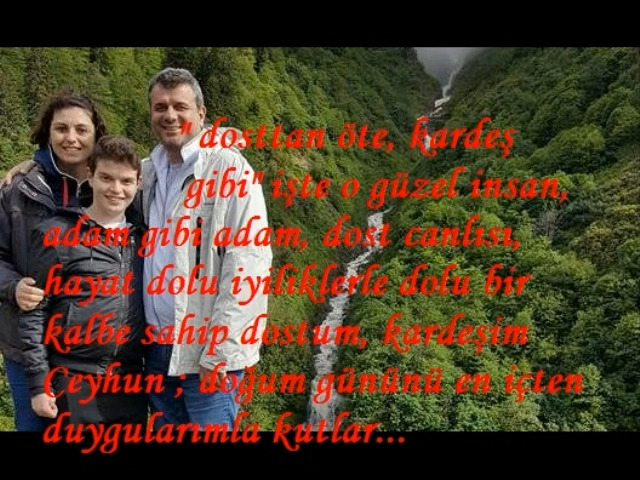 " dosttan öte, kardeş
gibi" işte o güzel insan,
adam gibi adam, dost canlısı,
hayat dolu iyiliklerle dolu bir
kalbe sahip dostum, kardeşim
Ceyhun ; doğum gününü en içten
duygularımla kutlar...